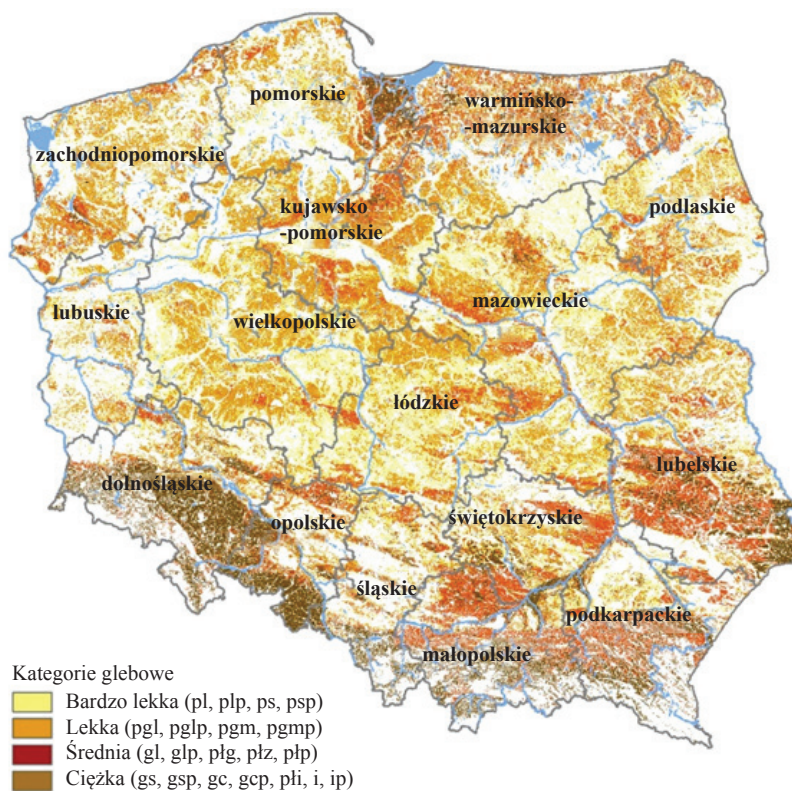 pomorskie
warmińsko-
-mazurskie
zachodniopomorskie
kujawsko
-pomorskie
podlaskie
mazowieckie
lubuskie
wielkopolskie
łódzkie
lubelskie
dolnośląskie
opolskie
świętokrzyskie
śląskie
podkarpackie
małopolskie
Kategorie glebowe
Bardzo lekka (pl, plp, ps, psp)
Lekka (pgl, pglp, pgm, pgmp)
Średnia (gl, glp, płg, płz, płp)
Ciężka (gs, gsp, gc, gcp, płi, i, ip)